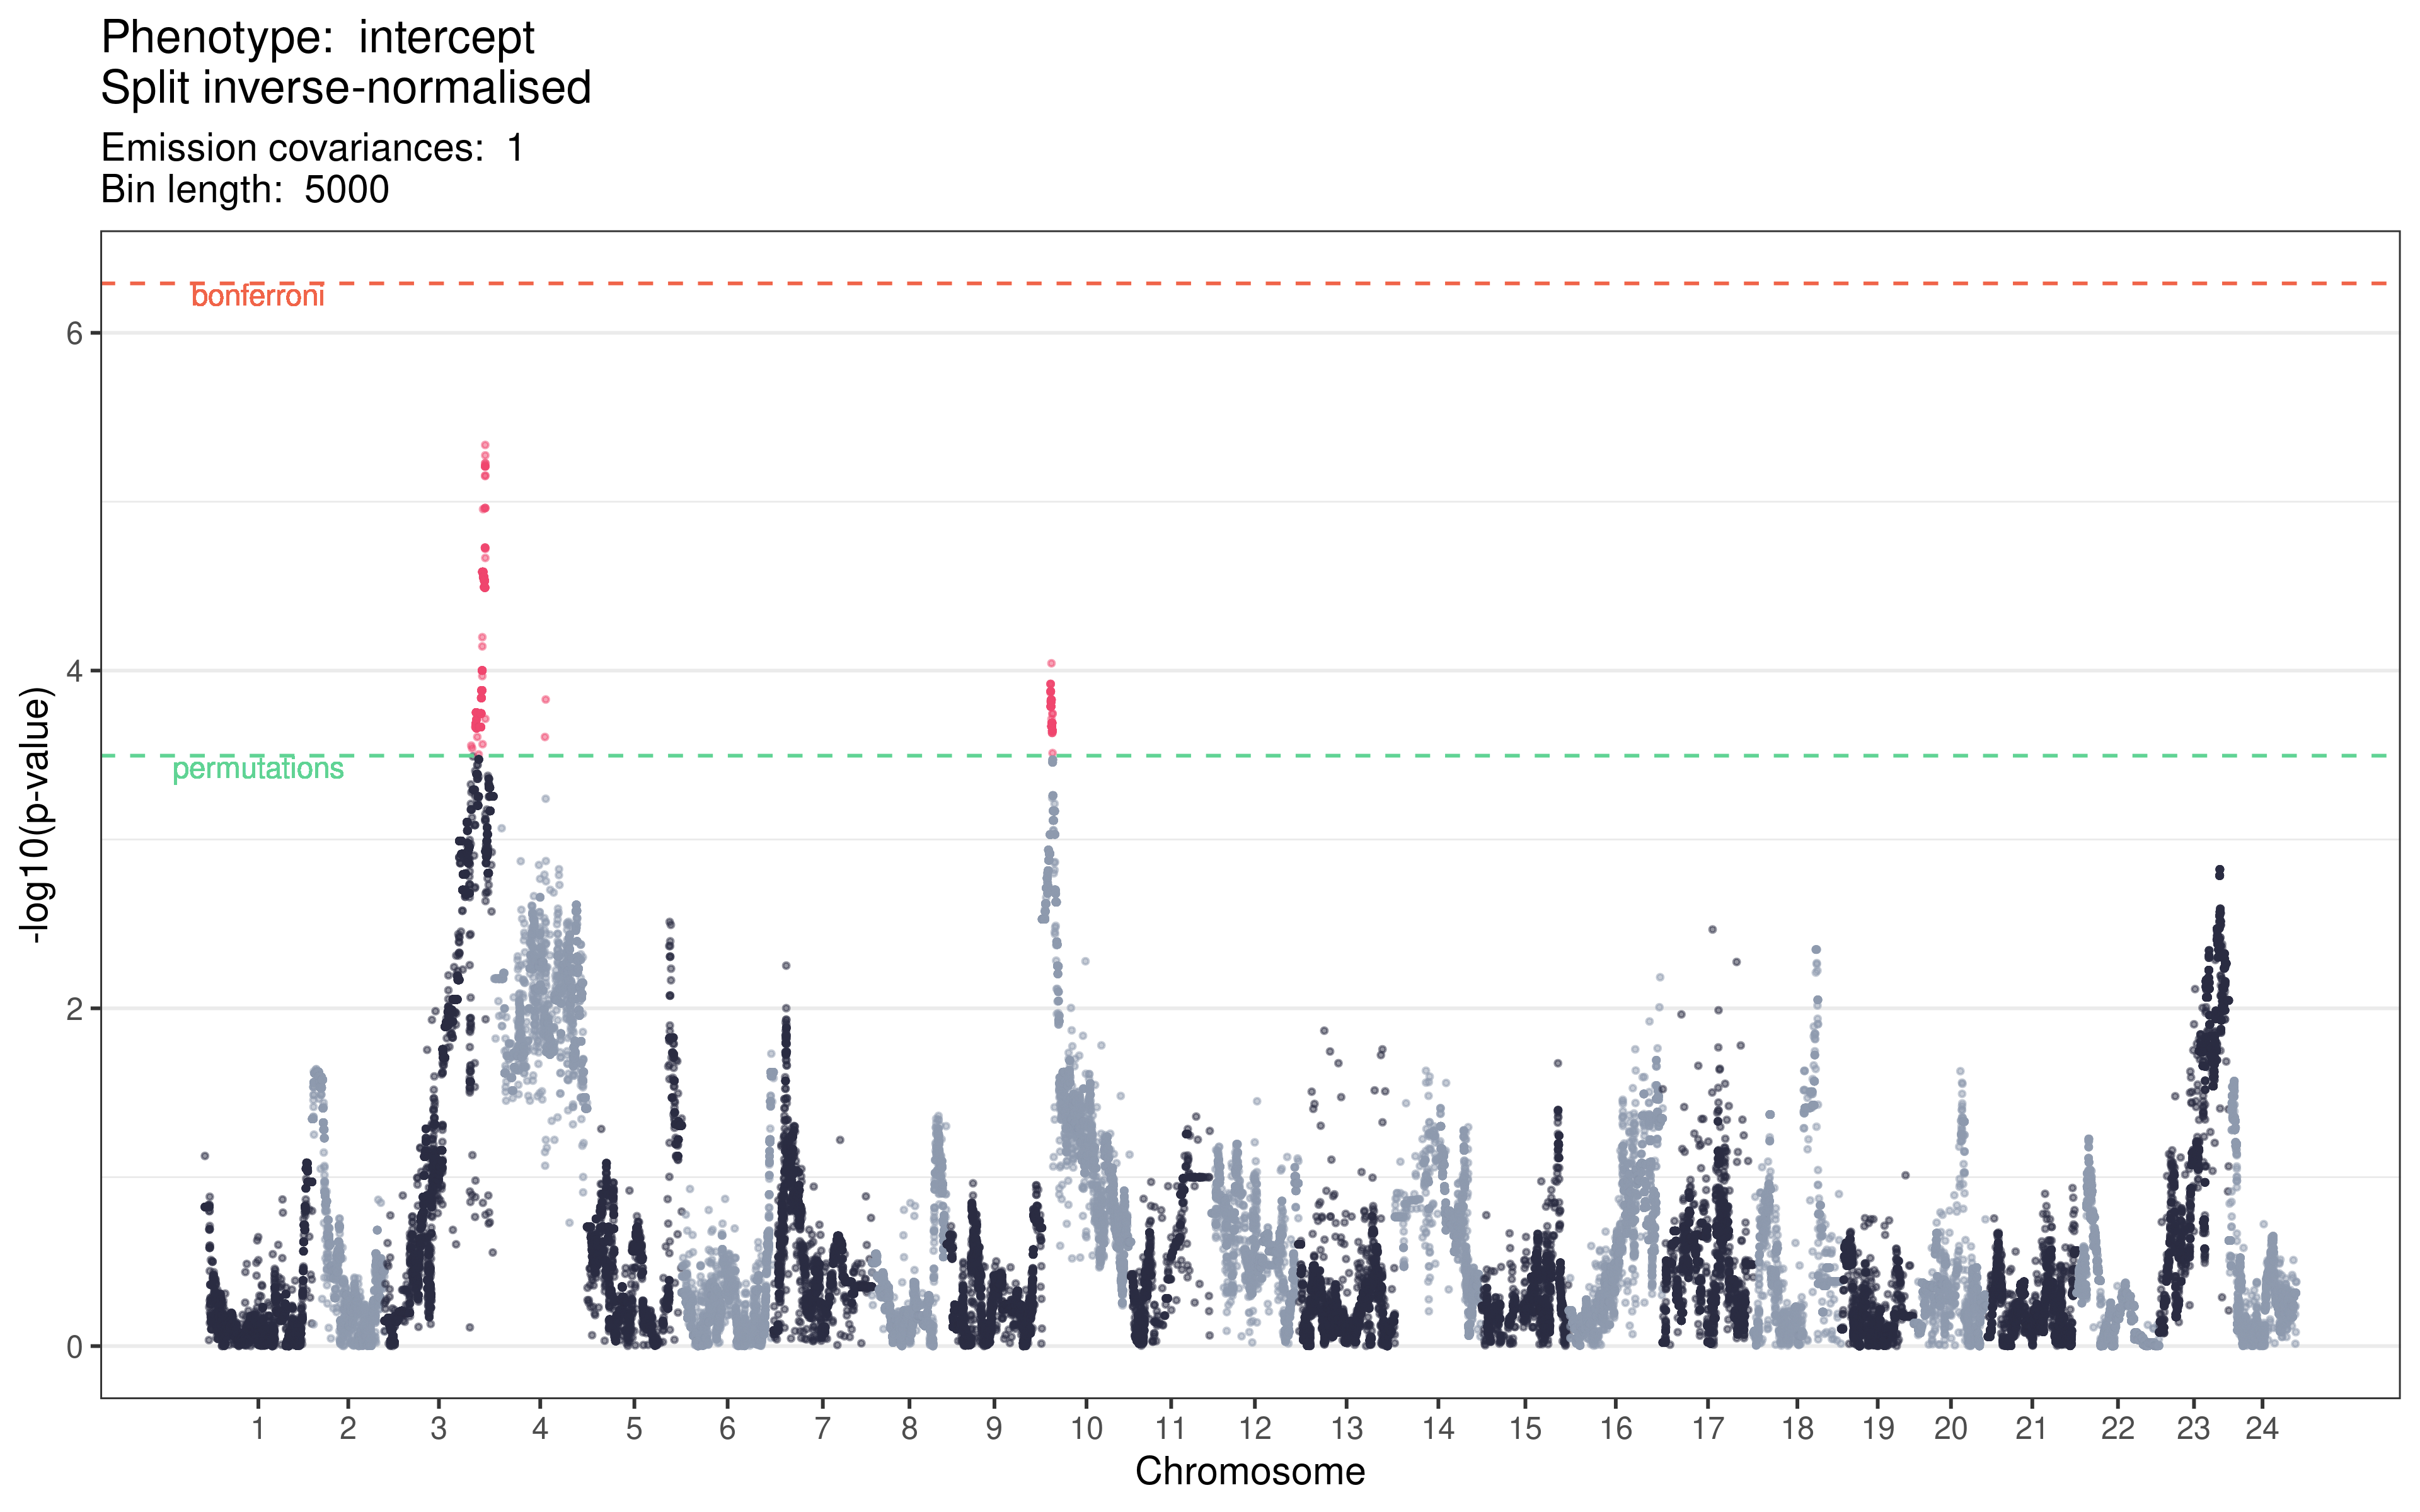 Phenotype:  intercept
Split inverse-normalised
Emission covariances:  1
Bin length:  5000
bonferroni
6
4
permutations
2
0
-log10(p-value)
1 2 3 4 5 6 7 8 9 10 11 12 13 14 15 16 17 18 19 20 21 22 23 24
Chromosome